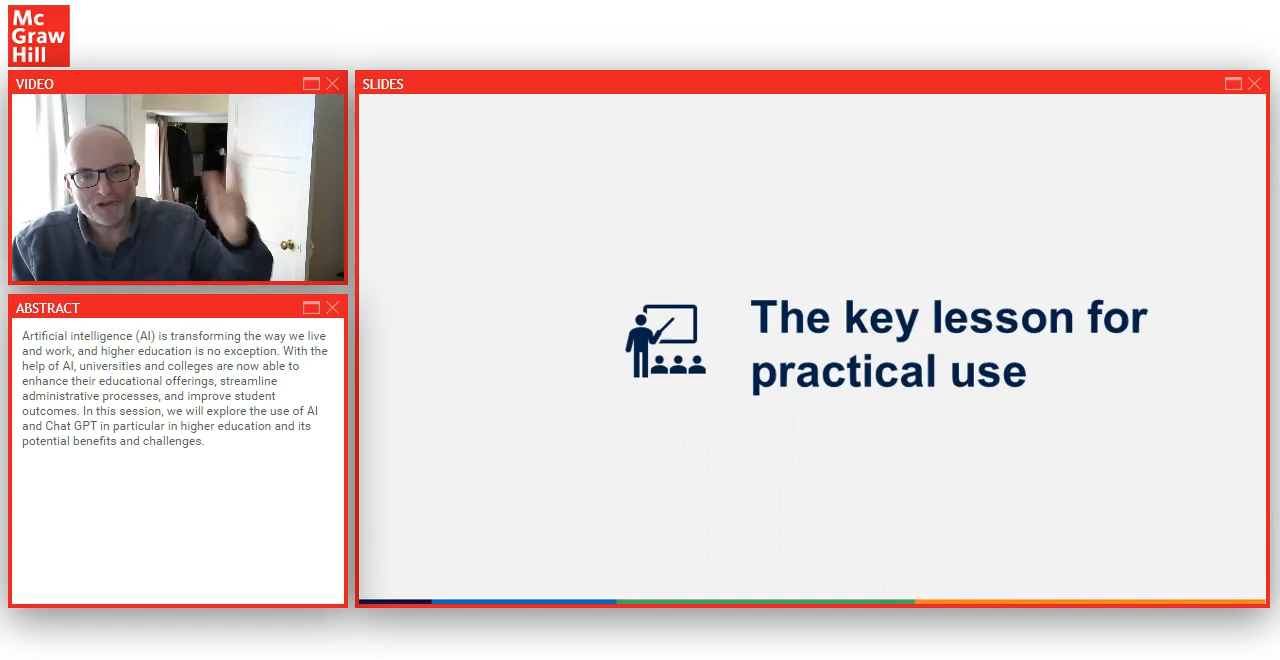 Mc
Graw
Hill
VIDEO
SLIDES
The key lesson for
practical use
ABSTRACT
Artificial intelligence (AI) is transforming the way we live
and work, and higher education is no exception. With the
help of AI, universities and colleges are now able to
enhance their educational offerings, streamline
administrative processes, and improve student
outcomes. In this session, we will explore the use of AI
and Chat GPT in particular in higher education and its
potential benefits and challenges.